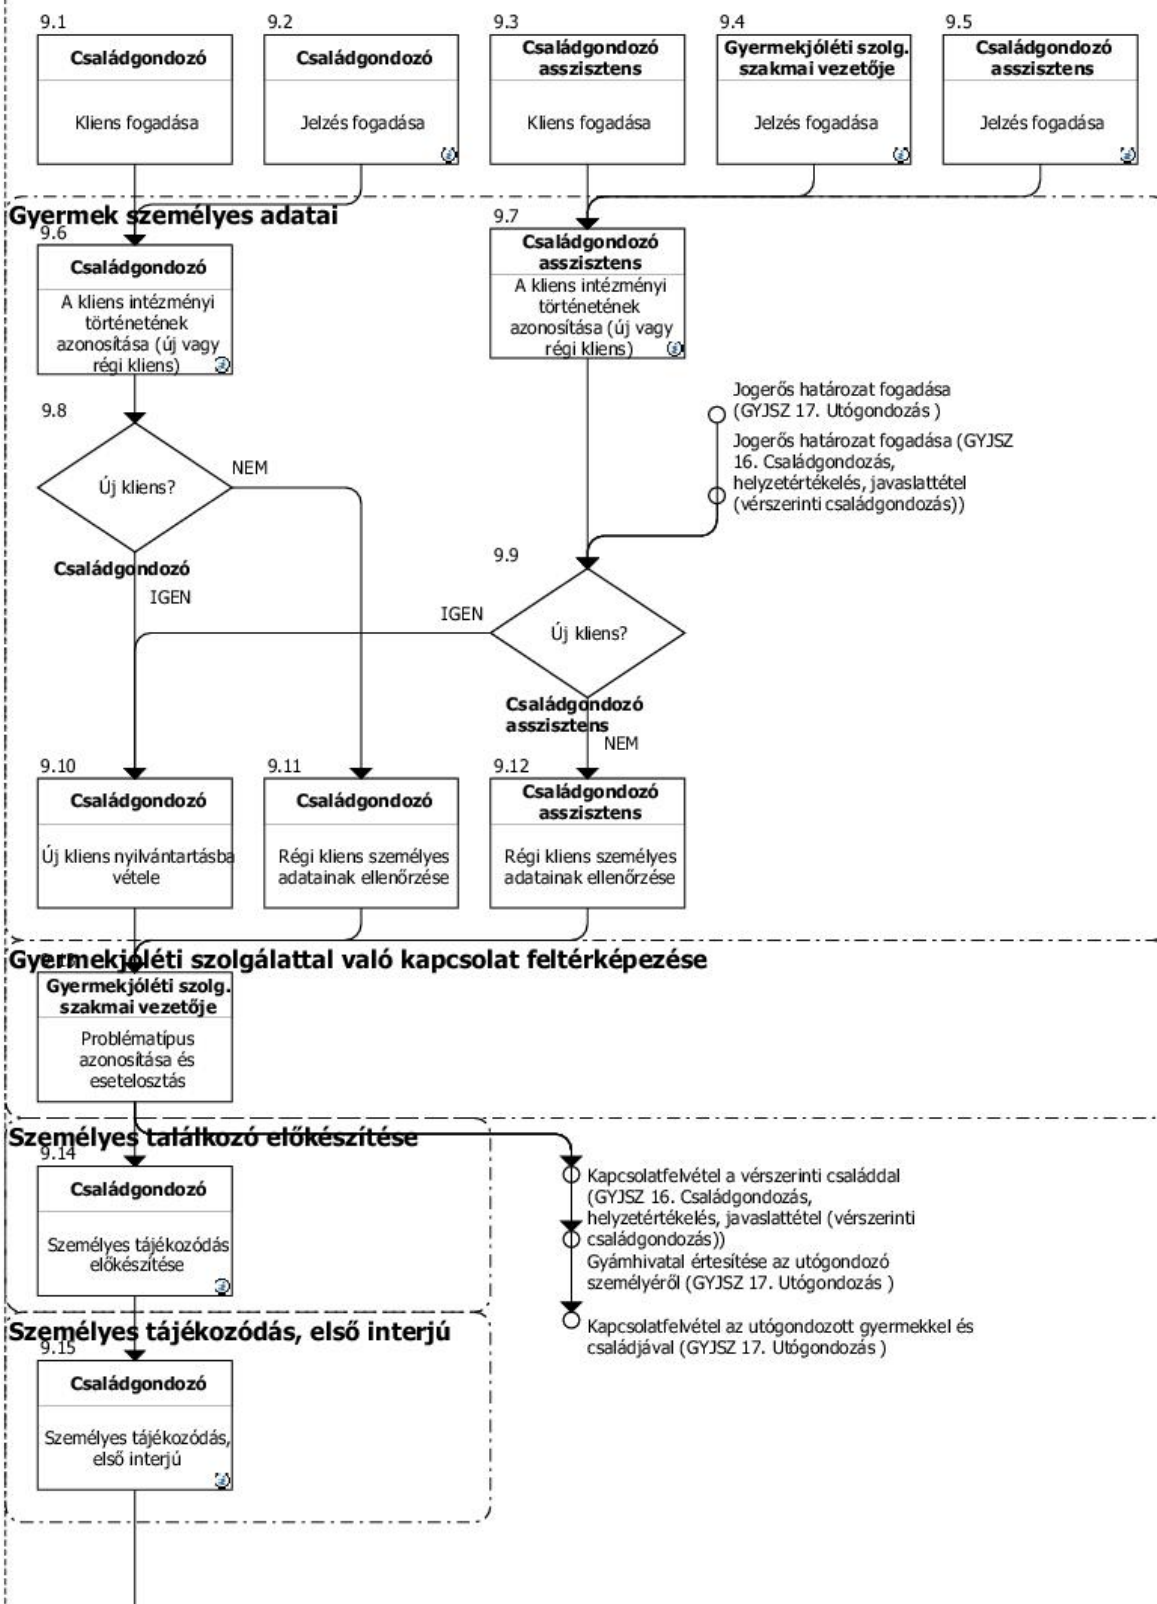 9.1
Családgondozó
Kliens fogadása
9.2
Családgondozó
Jelzés fogadása
9.3
Családgondozó
asszisztens
Kliens fogadása
9.4
Gyermekjóléti szolg.
szakmai vezetője
Jelzés fogadása
9.5
Családgondozó
asszisztens
Jelzés fogadása
Gyermek személyes adatai
9.6
Családgondozó
A kliens intézményi
történetének
azonosítása (új vagy
régi kliens)
9.7
Családgondozó
asszisztens
A kliens intézményi
történetének
azonosítása (új vagy
régi kliens)
Jogerős határozat fogadása
(GYJSZ 17. Utógondozás )
Jogerős határozat fogadása (GYJSZ
16. Családgondozás,
helyzetértékelés, javaslattétel
(vérszerinti családgondozás))
9.8
Új kliens?
NEM
Családgondozó
IGEN
9.9
IGEN
Új kliens?
Családgondozó
asszisztens
NEM
9.10
Családgondozó
Új kliens nyilvántartásba
vétele
9.11
Családgondozó
Régi kliens személyes
adatainak ellenőrzése
9.12
Családgondozó
asszisztens
Régi kliens személyes
adatainak ellenőrzése
Gyermekjóléti szolgálattal való kapcsolat feltérképezése
9.13
Gyermekjóléti szolg.
szakmai vezetője
Problématípus
azonosítása és
esetelosztás
Személyes találkozó előkészítése
9.14
Családgondozó
Személyes tájékozódás
előkészítése
Kapcsolatfelvétel a vérszerinti családdal
(GYJSZ 16. Családgondozás,
helyzetértékelés, javaslattétel (vérszerinti
családgondozás))
Gyámhivatal értesítése az utógondozó
személyéről (GYJSZ 17. Utógondozás )
Kapcsolatfelvétel az utógondozott gyermekkel és
családjával (GYJSZ 17. Utógondozás )
Személyes tájékozódás, első interjú
9.15
Családgondozó
Személyes tájékozódás,
első interjú